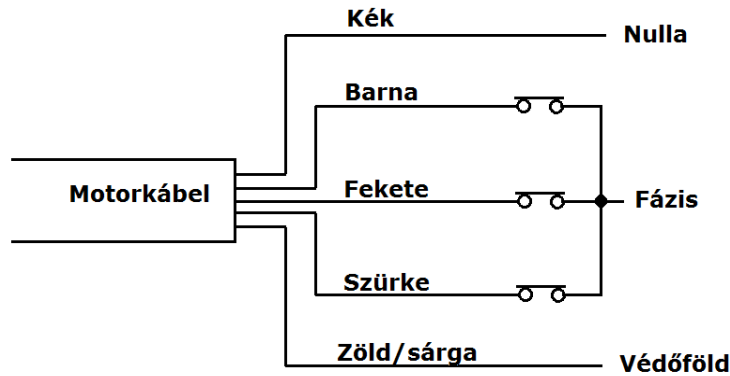 Kék
Nulla
Barna
Motorkábel
Fekete
Fázis
Szürke
Zöld/sárga
Védőföld